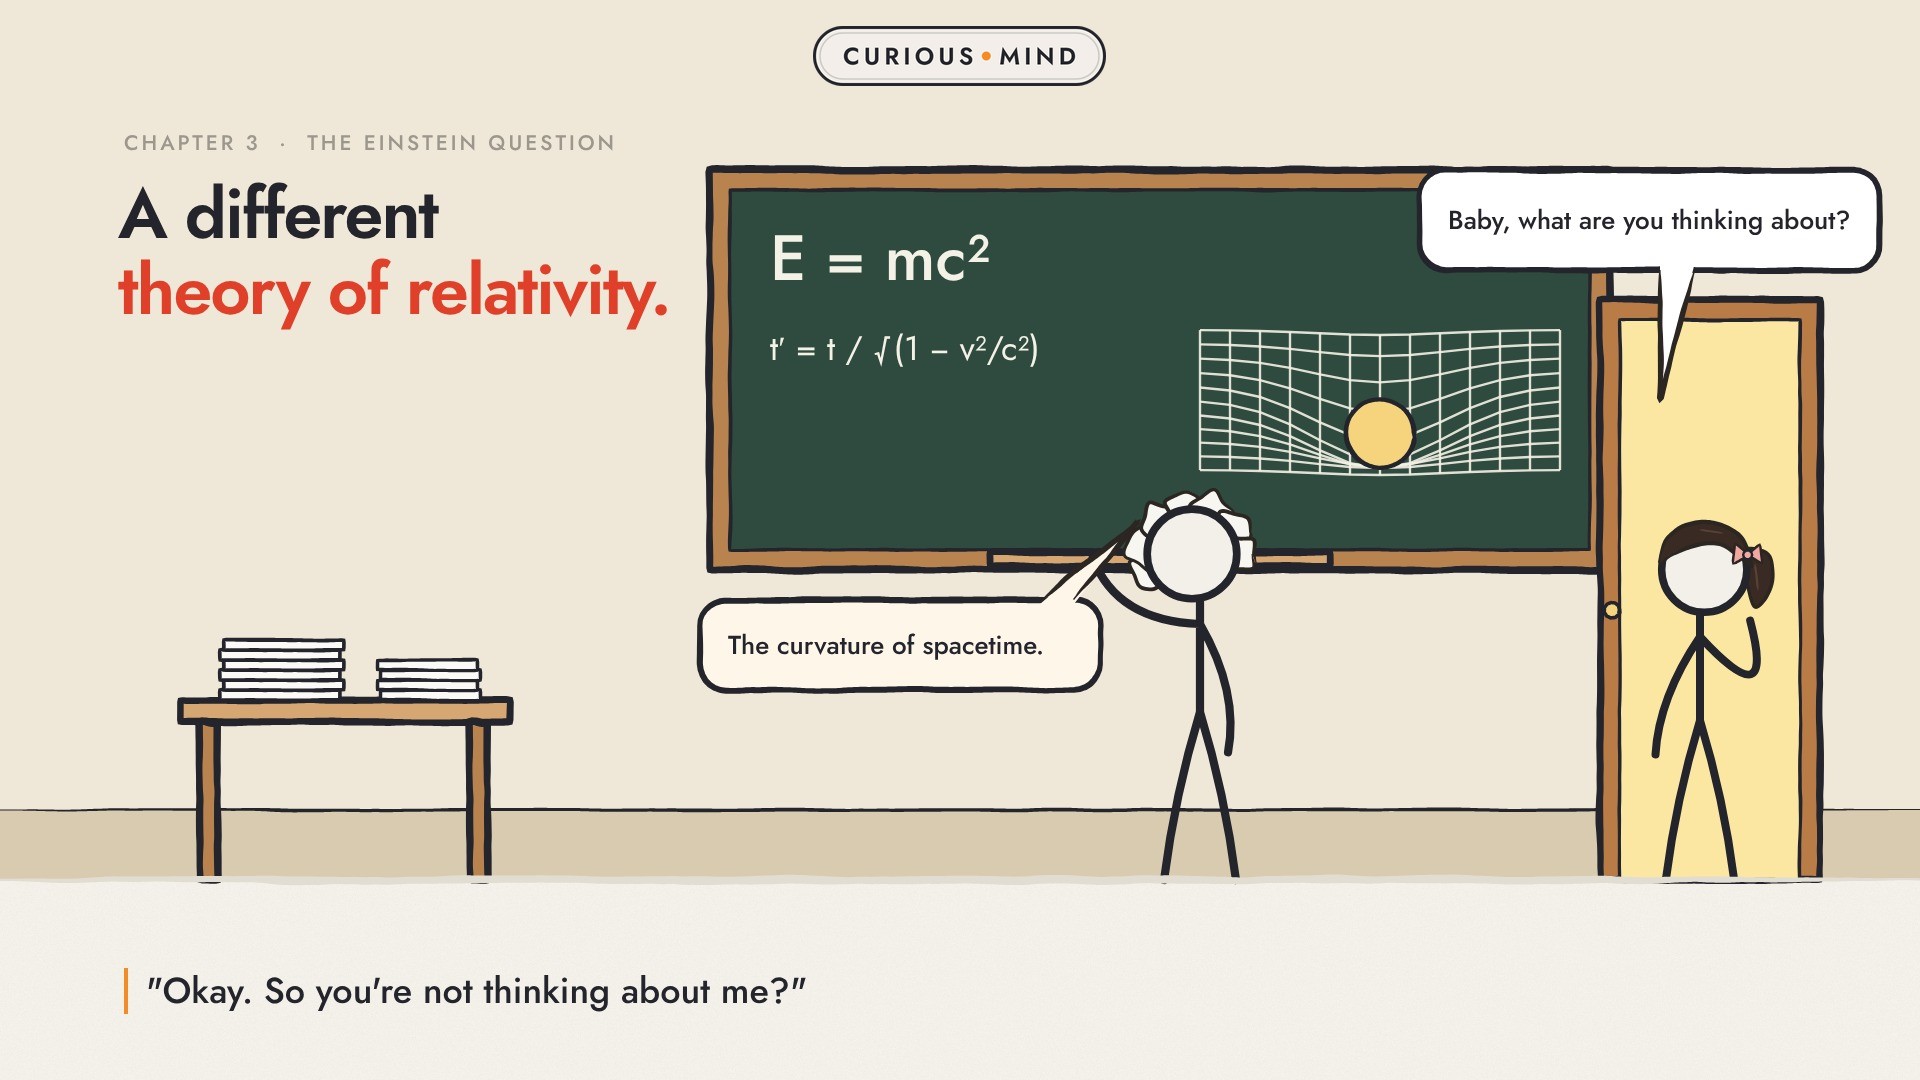 CURIOUS•MIND
CHAPTER 3 · THE EINSTEIN QUESTION
A different
theory of relativity.
E = mc²
t′ = t / √(1 – v²/c²)
Baby, what are you thinking about?
The curvature of spacetime.
"Okay. So you're not thinking about me?"